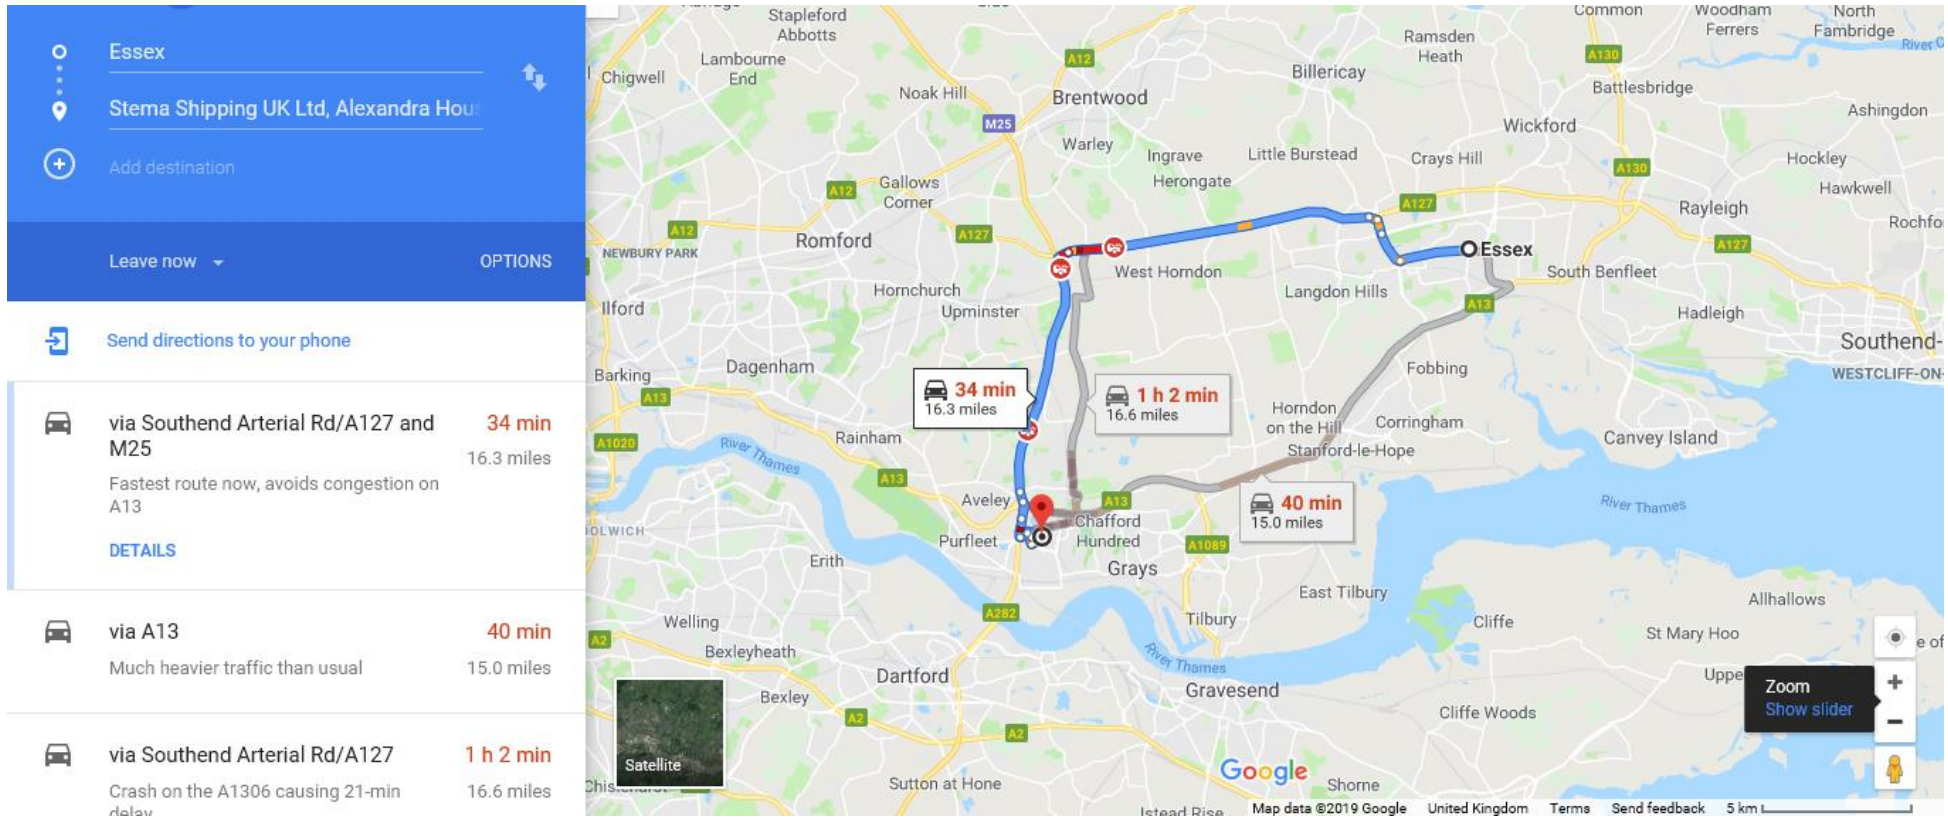 Essex
Stema Shipping UK Ltd, Alexandra Hous
Add destination
Leave now
OPTIONS
Send directions to your phone
via Southend Arterial Rd/A127 and
M25
34 min
16.3 miles
Fastest route now, avoids congestion on
A13
DETAILS
via A13
40 min
Much heavier traffic than usual
15.0 miles
via Southend Arterial Rd/A127
1 h 2 min
Crash on the A1306 causing 21-min
16.6 miles
delay
Stapleford
Abbotts
Common
Woodham
Ferrers
North
Fambridge
River C
Lambourne
End
Chigwell
A12
Ramsden
Heath
A130
Billericay
Battlesbridge
Noak Hill
Brentwood
Ashingdon
M25
Wickford
Warley
Ingrave
Little Burstead
Crays Hill
Hockley
A130
Herongate
A12
Gallows
Corner
Hawkwell
A127
Rayleigh
Rochfo
A12
A127
Romford
A127
NEWBURY PARK
Essex
West Horndon
South Benfleet
Hornchurch
Langdon Hills
Ilford
Upminster
A13
Hadleigh
Southend-
WESTCLIFF-ON-
Dagenham
Barking
Fobbing
A13
34 min
16.3 miles
1 h 2 min
16.6 miles
Horndon
on the Hill
Corringham
A1020
Rainham
Canvey Island
River Thames
Stanford-le-Hope
A13
Aveley
A13
40 min
15.0 miles
River Thames
OLWICH
Chafford
Hundred
Purfleet
A1089
Erith
Grays
East Tilbury
Allhallows
A282
Welling
Tilbury
Cliffe
St Mary Hoo
A2
Bexleyheath
River Thames
e of
Dartford
Upper
Bexley
Gravesend
Zoom
Show slider
A2
Cliffe Woods
A2
Satellite
Google
Sutton at Home
Shorne
Istead Rise
Map data ©2019 Google
United Kingdom
Terms
Send feedback
5 km